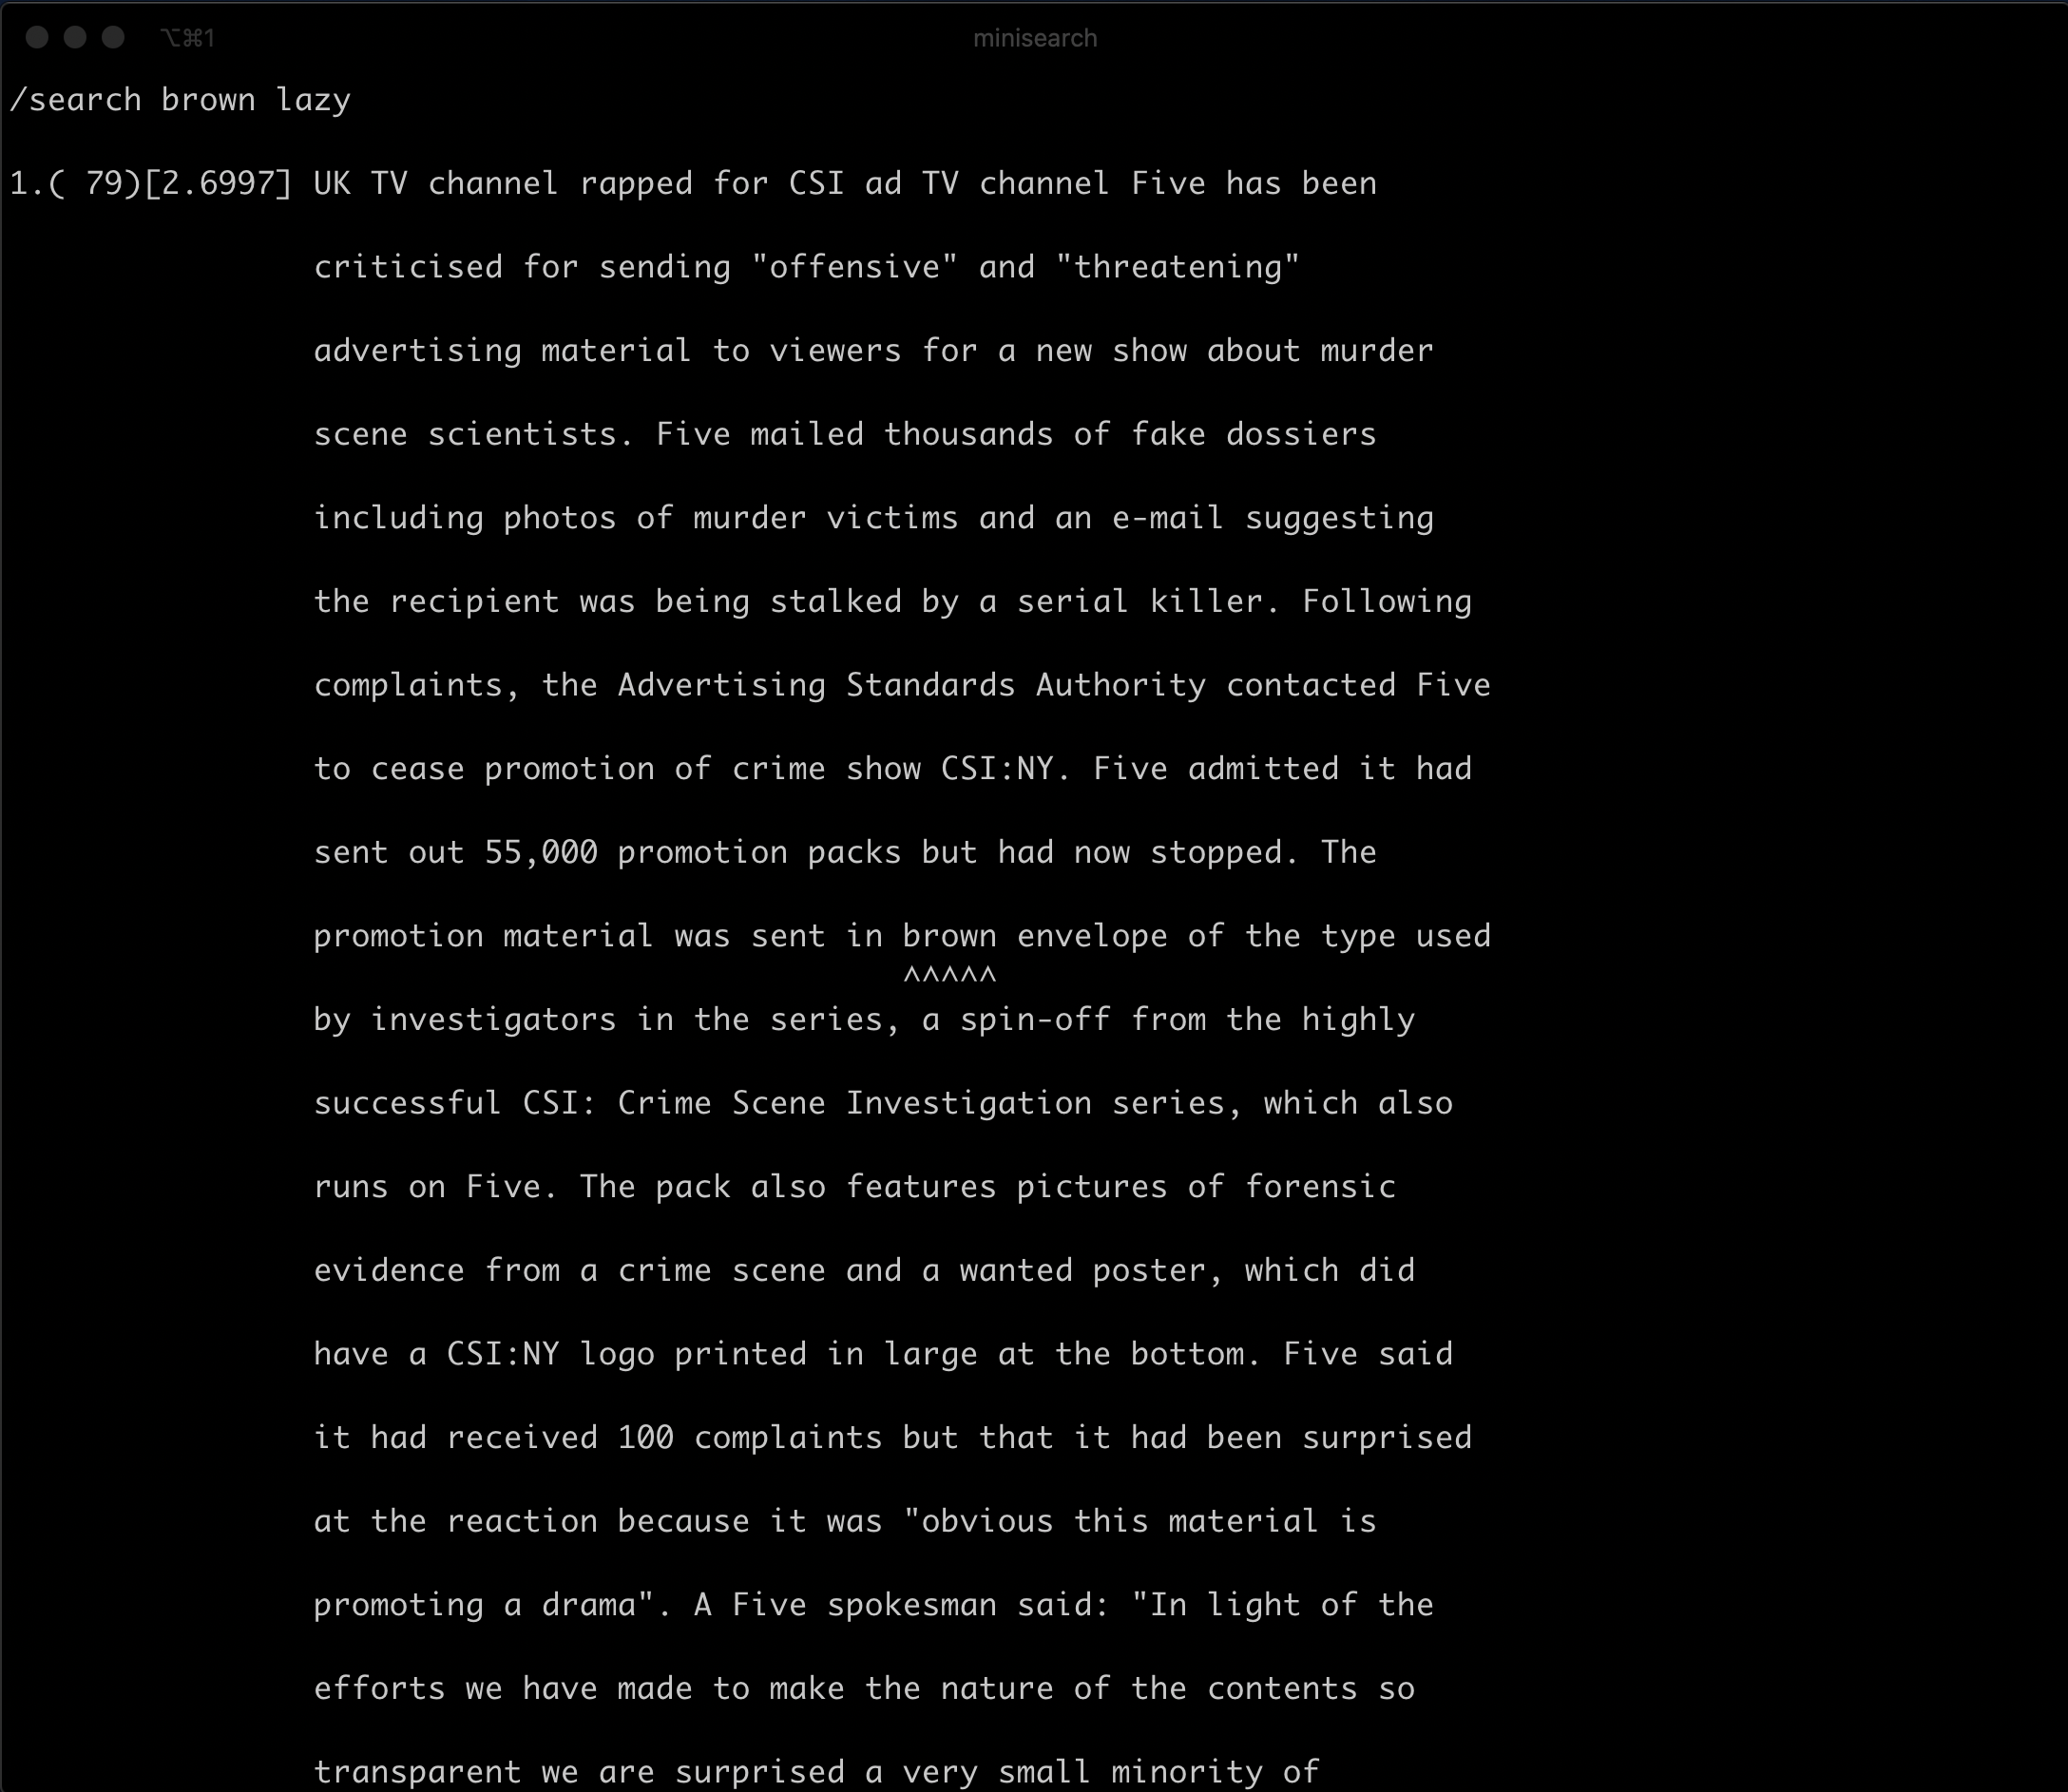 ⌥⌘1 minisearch
/search brown lazy
1.( 79)[2.6997] UK TV channel rapped for CSI ad TV channel Five has been
criticised for sending "offensive" and "threatening"
advertising material to viewers for a new show about murder
scene scientists. Five mailed thousands of fake dossiers
including photos of murder victims and an e-mail suggesting
the recipient was being stalked by a serial killer. Following
complaints, the Advertising Standards Authority contacted Five
to cease promotion of crime show CSI:NY. Five admitted it had
sent out 55,000 promotion packs but had now stopped. The
promotion material was sent in brown envelope of the type used
^^^^^
by investigators in the series, a spin-off from the highly
successful CSI: Crime Scene Investigation series, which also
runs on Five. The pack also features pictures of forensic
evidence from a crime scene and a wanted poster, which did
have a CSI:NY logo printed in large at the bottom. Five said
it had received 100 complaints but that it had been surprised
at the reaction because it was "obvious this material is
promoting a drama". A Five spokesman said: "In light of the
efforts we have made to make the nature of the contents so
transparent we are surprised a very small minority of